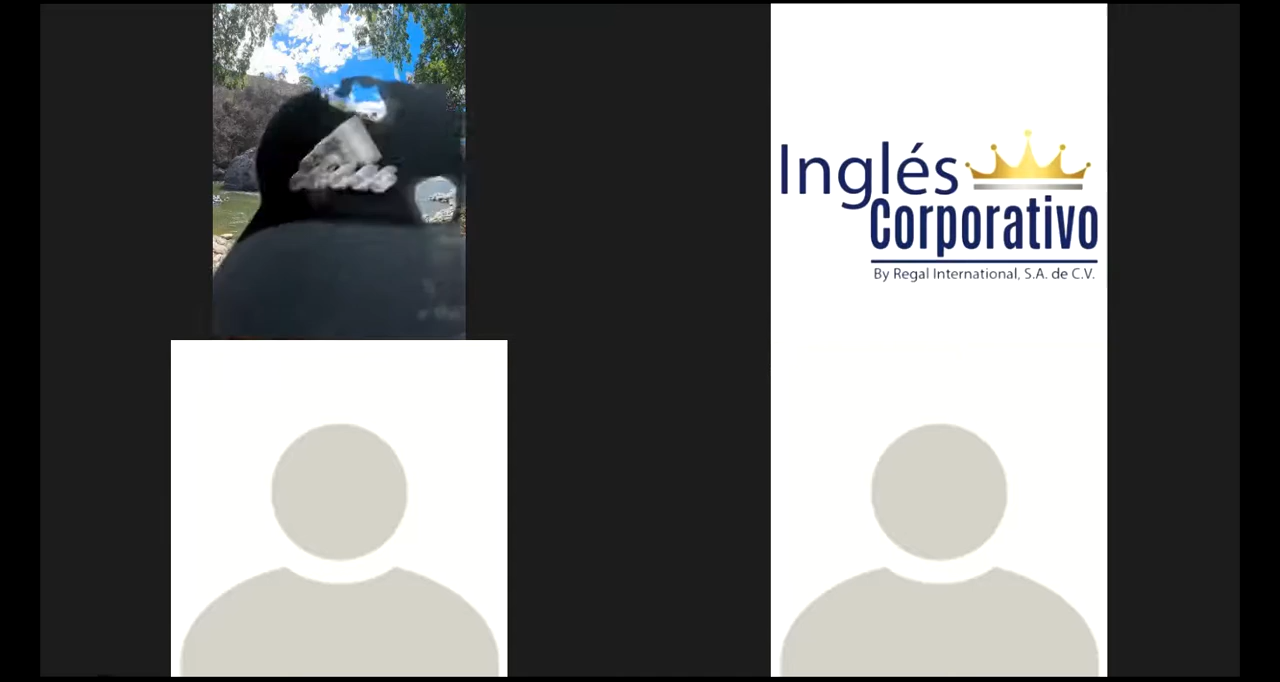 Inglés
Corporativo
By Regal International, S.A. de C.V.